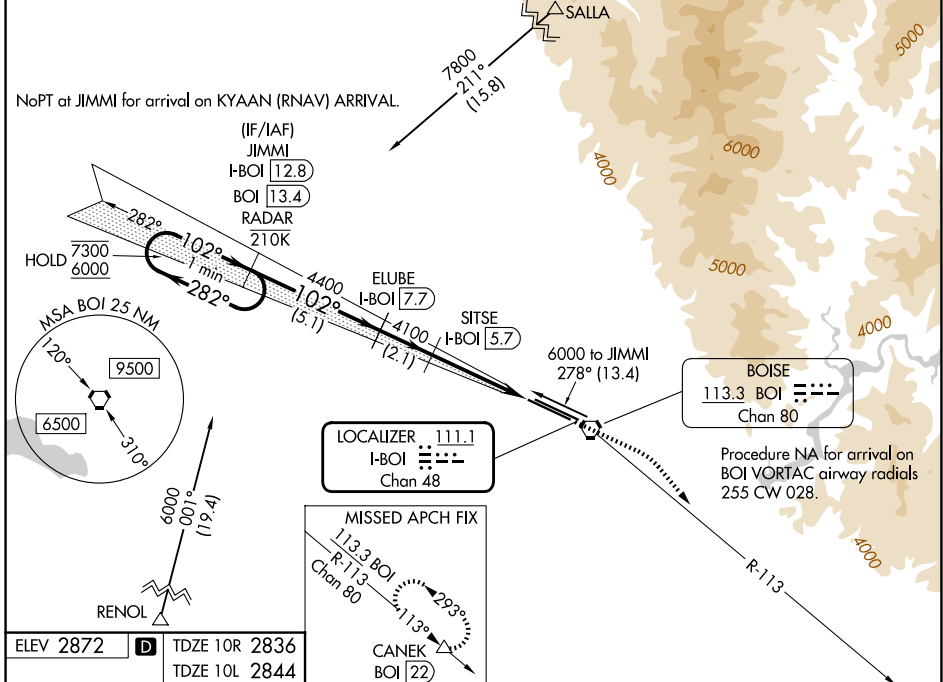 SALLA
7800
211°
(15.8)
5000
NoPT at JIMMI for arrival on KYAAN (RNAV) ARRIVAL.
(IF/IAF)
JIMMI
I-BOI 12.8
BOI 13.4
RADAR
210K
4000
6000
5000
4000
HOLD 7300
6000
282°
102°
1 min
282°
4400
102°
(5.1)
ELUBE
I-BOI 7.7
4100
(2.1)
SITSE
I-BOI 5.7
6000 to JIMMI
278° (13.4)
MSA BOI 25 NM
120°
9500
6500
310°
BOISE
113.3 BOI
Chan 80
LOCALIZER 111.1
I-BOI
Chan 48
Procedure NA for arrival on
BOI VORTAC airway radials
255 CW 028.
4000
R-113
6000
001°
(19.4)
RENOL
MISSED APCH FIX
113.3 BOI
R-113
Chan 80
113°
293°
CANEK
BOI 22
ELEV 2872 D TDZE 10R 2836
TDZE 10L 2844